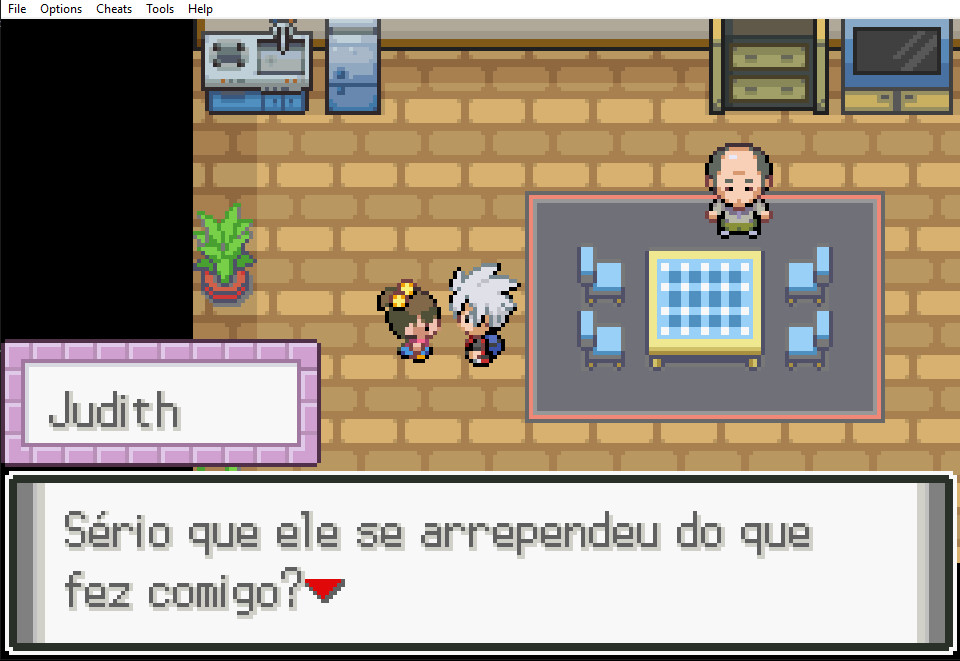 File Options Cheats Tools Help
Judith
Sério que ele se arrependeu do que
fez comigo?